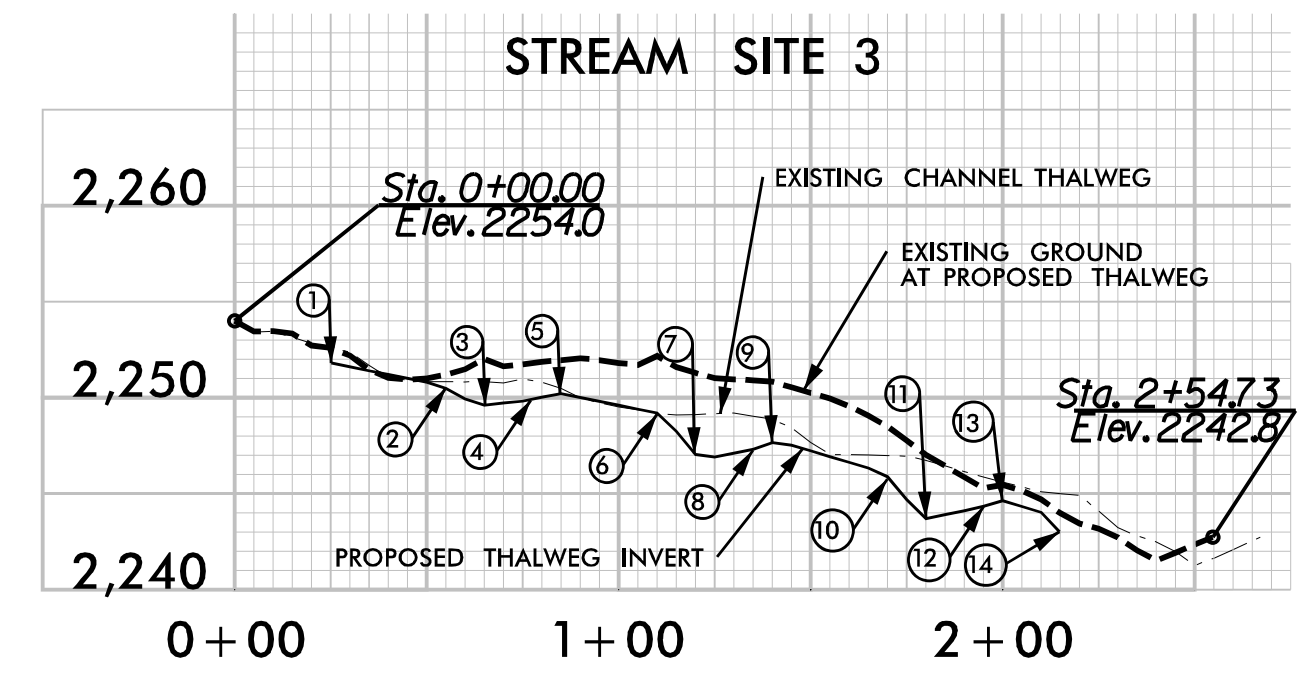 STREAM SITE 3
2,260
Sta. 0+00.00
Elev. 2254.0
EXISTING CHANNEL THALWEG
EXISTING GROUND
AT PROPOSED THALWEG
1
3
5
7
9
2,250
11
13
Sta. 2+54.73
Elev. 2242.8
2
4
6
8
10
12
14
PROPOSED THALWEG INVERT
2,240
0+00
1+00
2+00